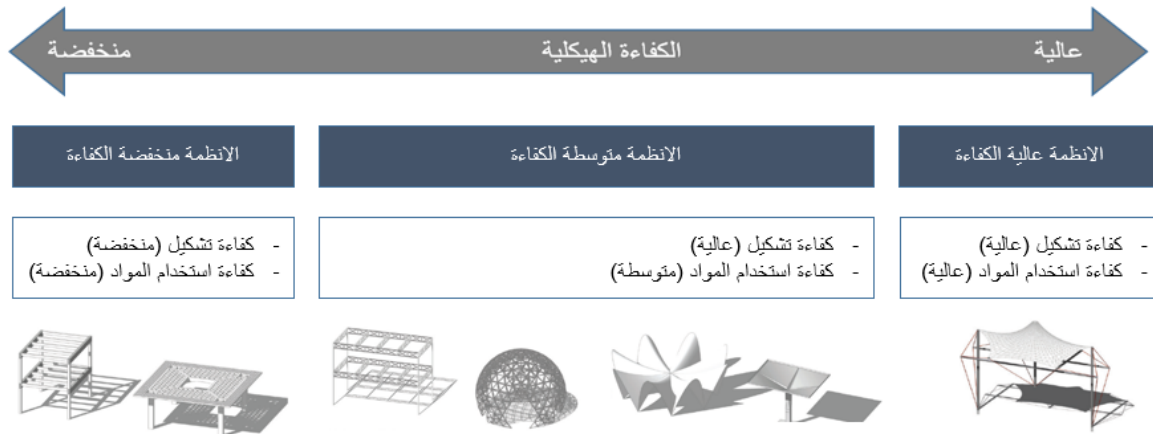 عالية
الكفاءة الهيكلية
منخفضة
الانظمة عالية الكفاءة
الانظمة متوسطة الكفاءة
الانظمة منخفضة الكفاءة
- كفاءة تشكيل (عالية)
- كفاءة استخدام المواد (عالية)
- كفاءة تشكيل (عالية)
- كفاءة استخدام المواد (متوسطة)
- كفاءة تشكيل (منخفضة)
- كفاءة استخدام المواد (منخفضة)